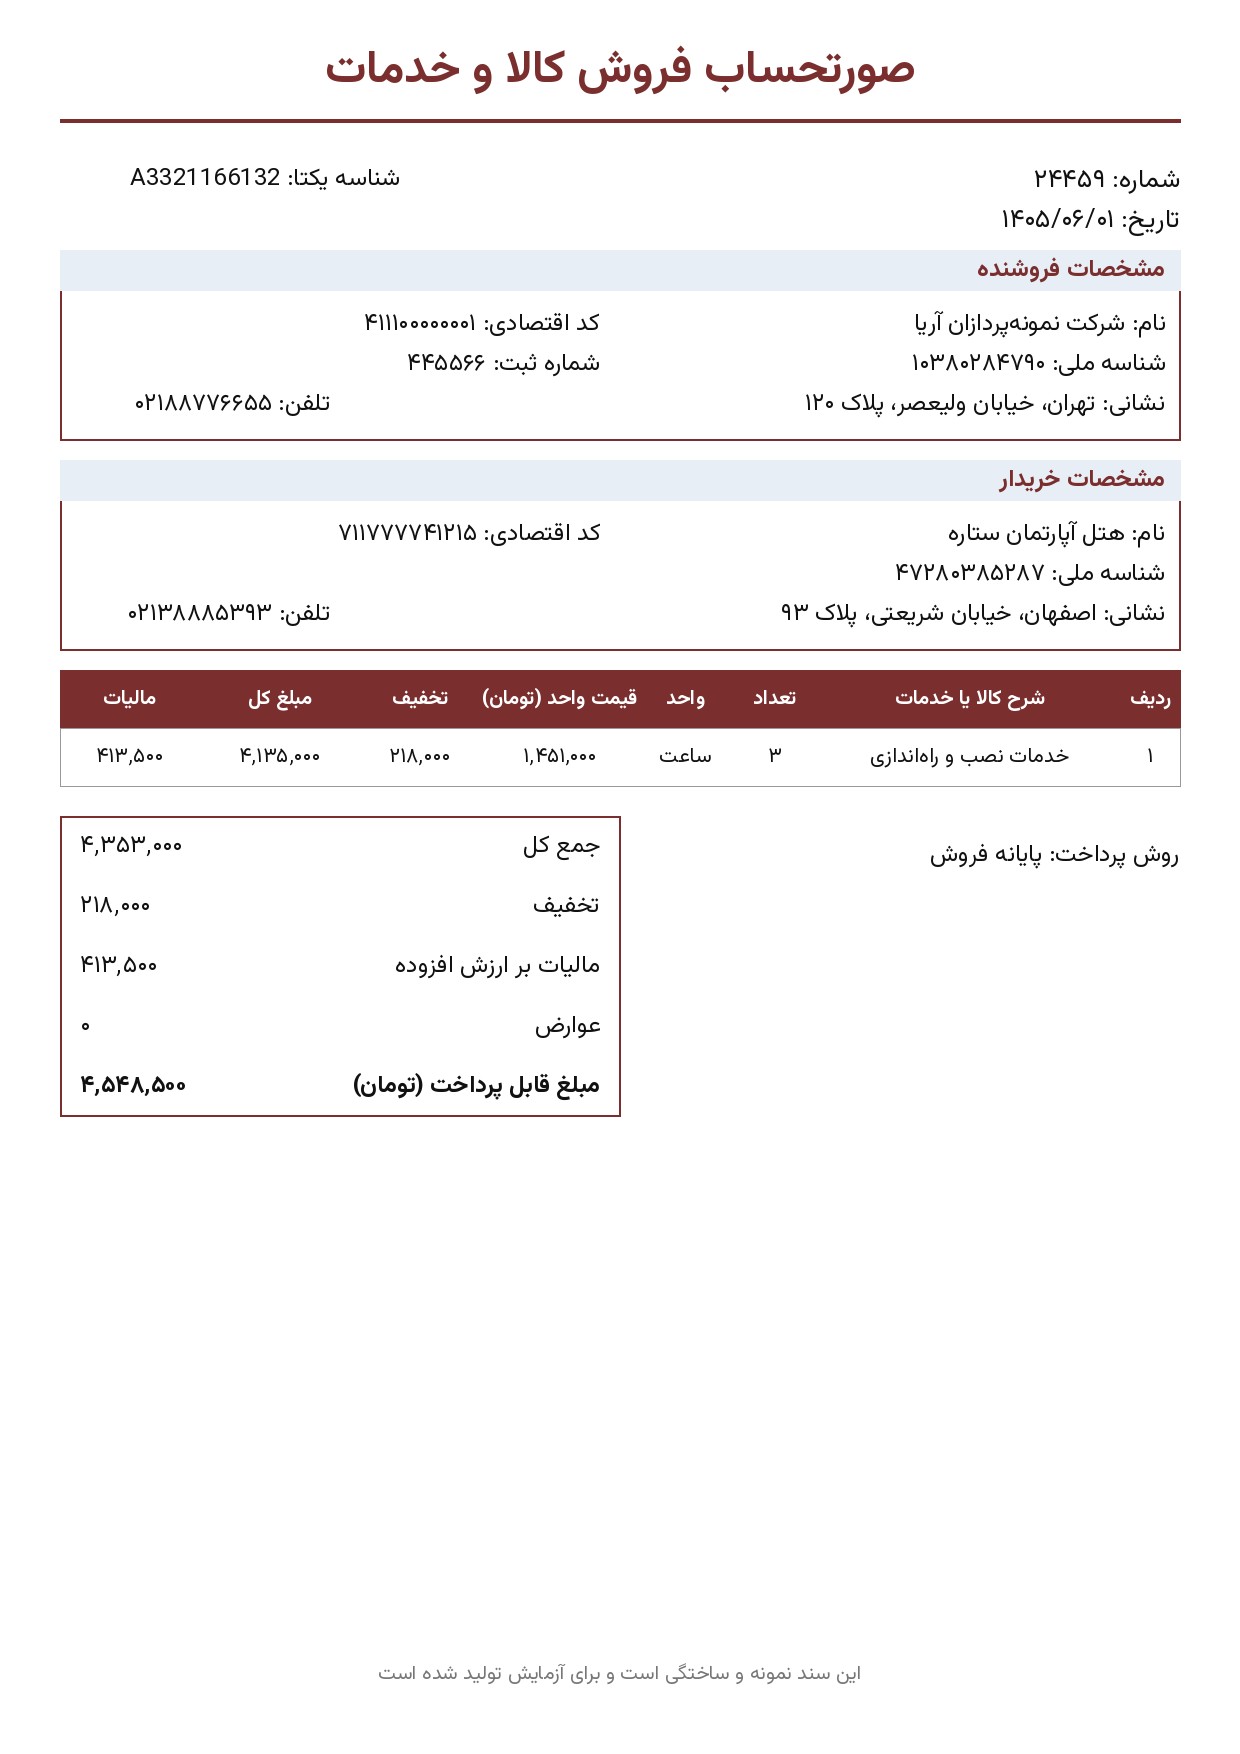 صورتحساب فروش کالا و خدمات
شماره: ۲۴۴۵۹ شناسه یکتا: A3321166132
تاریخ: ۱۴۰۵/۰۶/۰۱
مشخصات فروشنده
نام: شرکت نمونه‌پردازان آریا کد اقتصادی: ۴۱۱۱۰۰۰۰۰۰۰۱
شناسه ملی: ۱۰۳۸۰۲۸۴۷۹۰ شماره ثبت: ۴۴۵۵۶۶
نشانی: تهران، خیابان ولیعصر، پلاک ۱۲۰ تلفن: ۰۲۱۸۸۷۷۶۶۵۵
مشخصات خریدار
نام: هتل آپارتمان ستاره کد اقتصادی: ۷۱۱۷۷۷۷۴۱۲۱۵
شناسه ملی: ۴۷۲۸۰۳۸۵۲۸۷
نشانی: اصفهان، خیابان شریعتی، پلاک ۹۳ تلفن: ۰۲۱۳۸۸۸۵۳۹۳
ردیف شرح کالا یا خدمات تعداد واحد قیمت واحد (تومان) تخفیف مبلغ کل مالیات
۱ خدمات نصب و راه‌اندازی ۳ ساعت ۱,۴۵۱,۰۰۰ ۲۱۸,۰۰۰ ۴,۱۳۵,۰۰۰ ۴۱۳,۵۰۰
روش پرداخت: پایانه فروش
جمع کل ۴,۳۵۳,۰۰۰
تخفیف ۲۱۸,۰۰۰
مالیات بر ارزش افزوده ۴۱۳,۵۰۰
عوارض ۰
مبلغ قابل پرداخت (تومان) ۴,۵۴۸,۵۰۰
این سند نمونه و ساختگی است و برای آزمایش تولید شده است